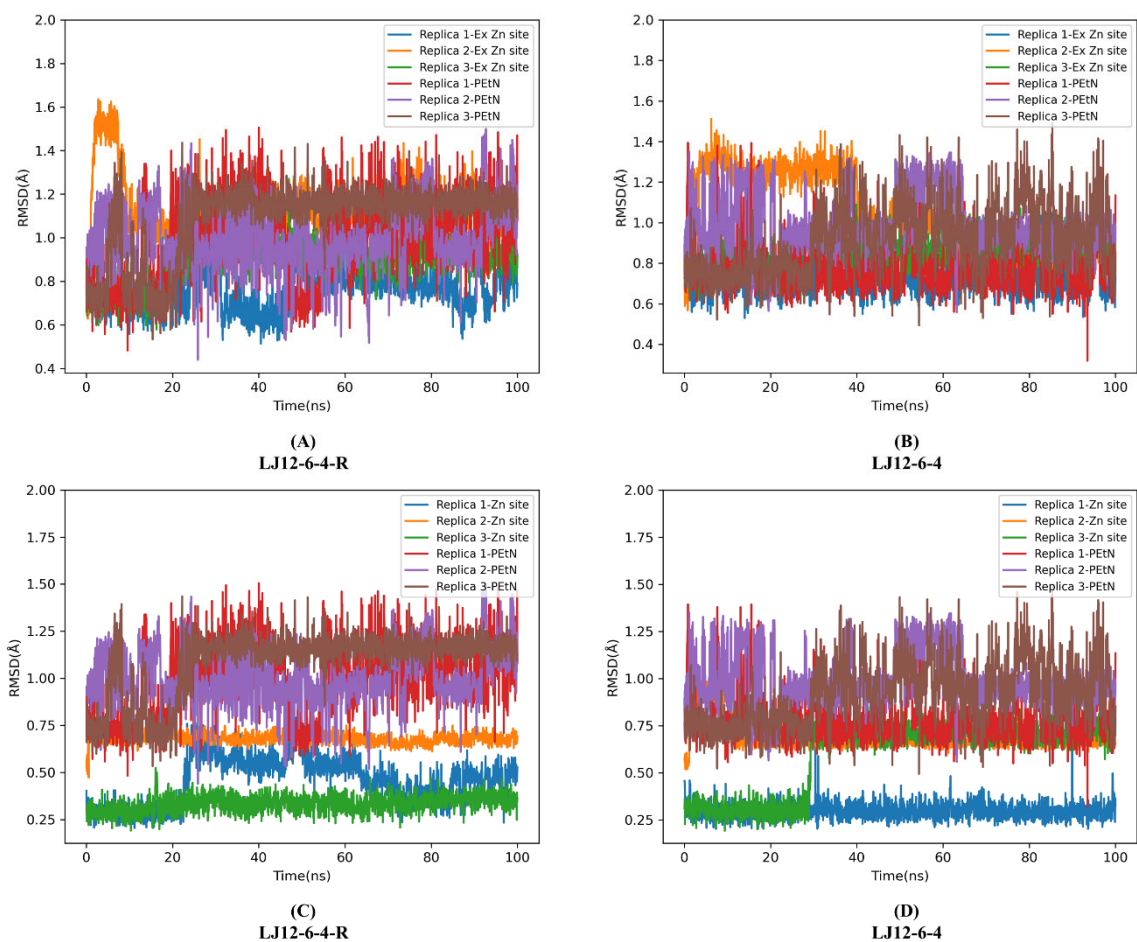 2.0
1.8
1.6
1.4
1.2
1.0
0.8
0.6
0.4
RMSD(Å)
0 20 40 60 80 100
Time(ns)
Replica 1-Ex Zn site
Replica 2-Ex Zn site
Replica 3-Ex Zn site
Replica 1-PEtN
Replica 2-PEtN
Replica 3-PEtN
(A)
LJ12-6-4-R
2.0
1.8
1.6
1.4
1.2
1.0
0.8
0.6
0.4
RMSD(Å)
0 20 40 60 80 100
Time(ns)
Replica 1-Ex Zn site
Replica 2-Ex Zn site
Replica 3-Ex Zn site
Replica 1-PEtN
Replica 2-PEtN
Replica 3-PEtN
(B)
LJ12-6-4
2.00
1.75
1.50
1.25
1.00
0.75
0.50
0.25
RMSD(Å)
0 20 40 60 80 100
Time(ns)
Replica 1-Zn site
Replica 2-Zn site
Replica 3-Zn site
Replica 1-PEtN
Replica 2-PEtN
Replica 3-PEtN
(C)
LJ12-6-4-R
2.00
1.75
1.50
1.25
1.00
0.75
0.50
0.25
RMSD(Å)
0 20 40 60 80 100
Time(ns)
Replica 1-Zn site
Replica 2-Zn site
Replica 3-Zn site
Replica 1-PEtN
Replica 2-PEtN
Replica 3-PEtN
(D)
LJ12-6-4